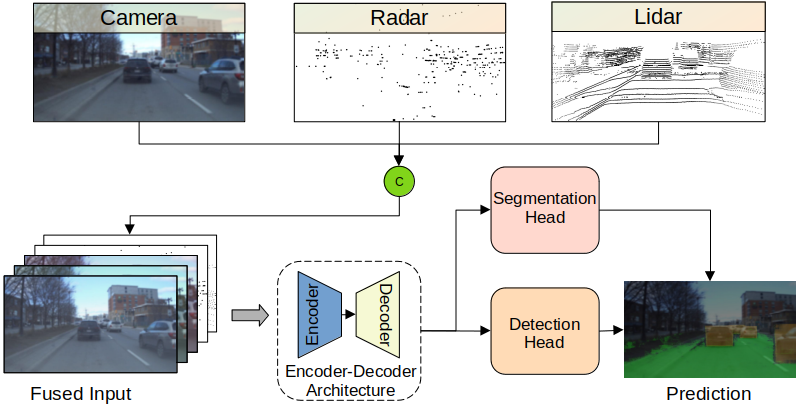 Camera
Radar
Lidar
C
Segmentation
Head
Encoder
Decoder
Detection
Head
Encoder-Decoder
Architecture
Fused Input
Prediction